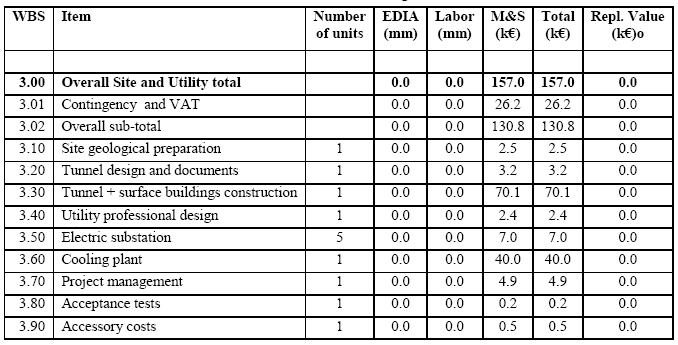 WBS Item Number of units EDIA (mm) Labor (mm) M&S (k€) Total (k€) Repl. Value (k€)o
3.00 Overall Site and Utility total 0.0 0.0 157.0 157.0 0.0
3.01 Contingency and VAT 0.0 0.0 26.2 26.2 0.0
3.02 Overall sub-total 0.0 0.0 130.8 130.8 0.0
3.10 Site geological preparation 1 0.0 0.0 2.5 2.5 0.0
3.20 Tunnel design and documents 1 0.0 0.0 3.2 3.2 0.0
3.30 Tunnel + surface buildings construction 1 0.0 0.0 70.1 70.1 0.0
3.40 Utility professional design 1 0.0 0.0 2.4 2.4 0.0
3.50 Electric substation 5 0.0 0.0 7.0 7.0 0.0
3.60 Cooling plant 1 0.0 0.0 40.0 40.0 0.0
3.70 Project management 1 0.0 0.0 4.9 4.9 0.0
3.80 Acceptance tests 1 0.0 0.0 0.2 0.2 0.0
3.90 Accessory costs 1 0.0 0.0 0.5 0.5 0.0